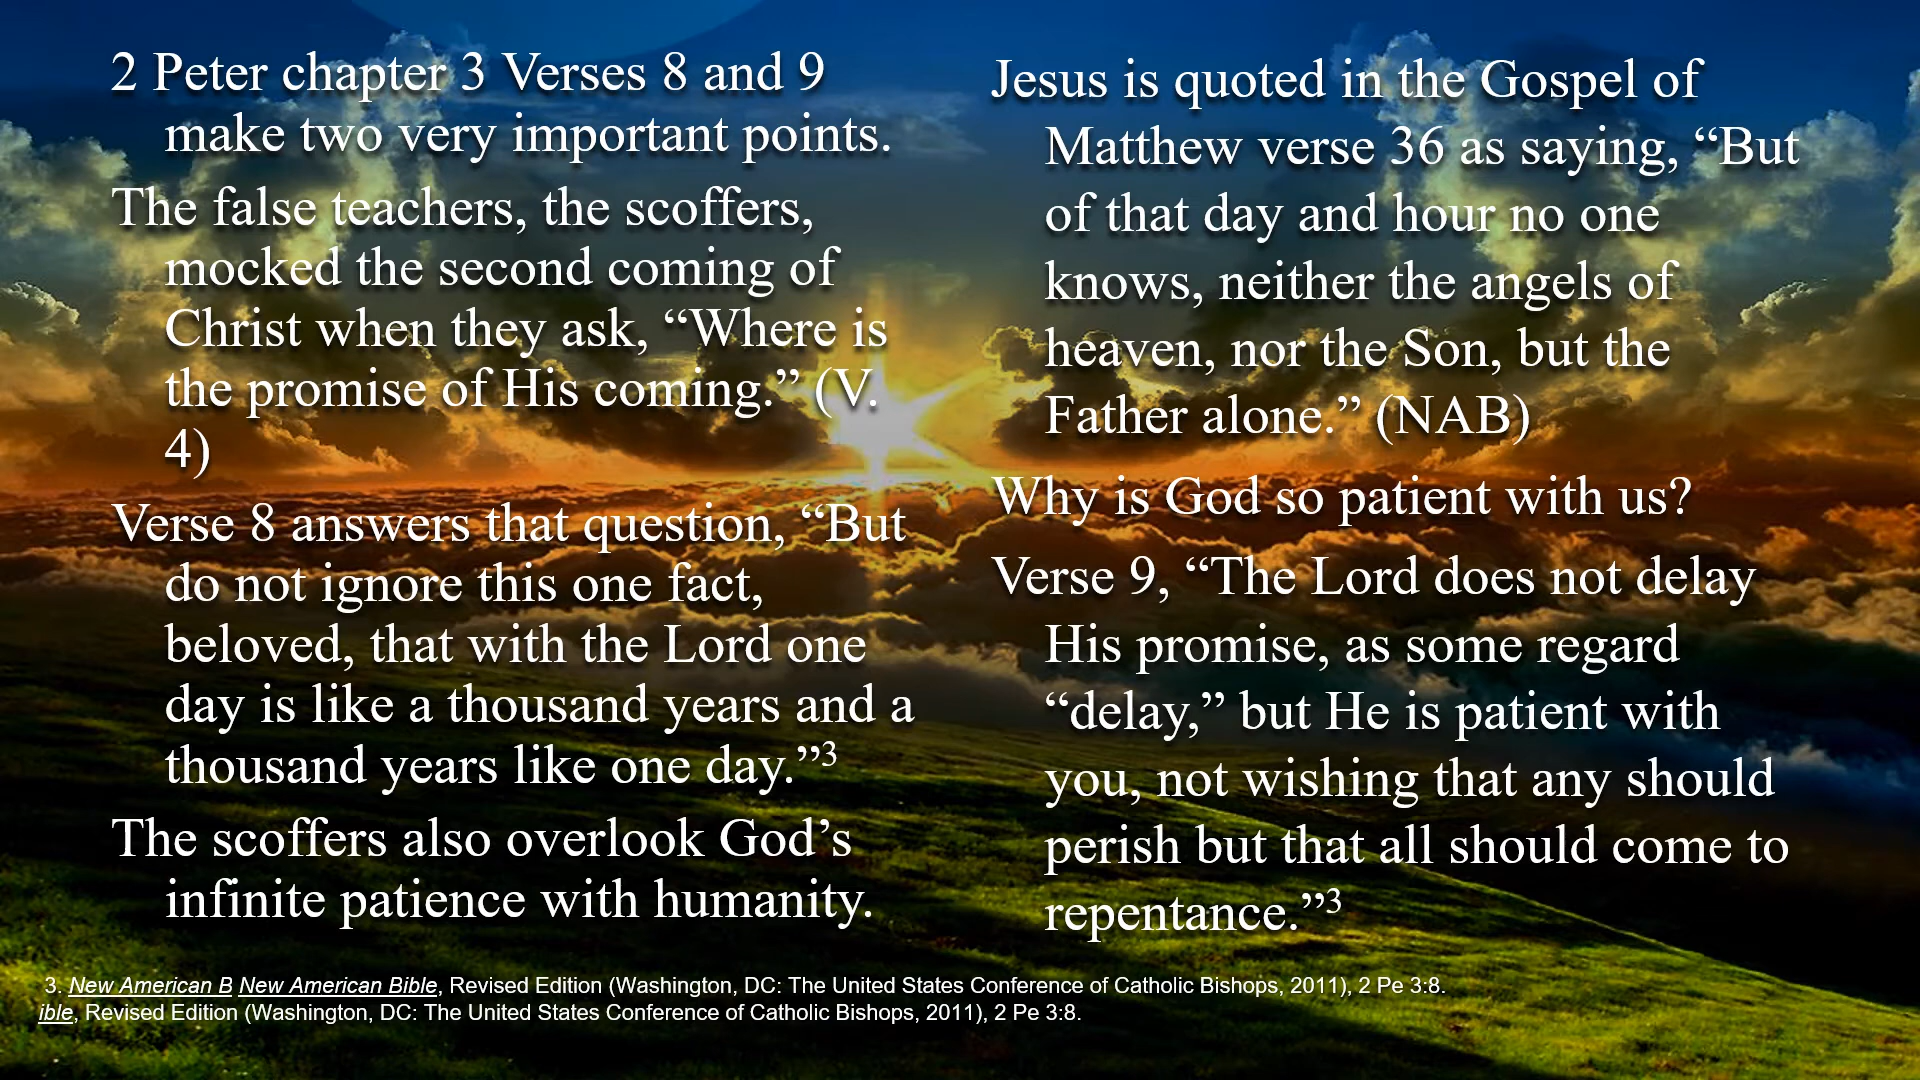 2 Peter chapter 3 Verses 8 and 9
make two very important points.
The false teachers, the scoffers,
mocked the second coming of
Christ when they ask, “Where is
the promise of His coming.” (V.
4)
Verse 8 answers that question, “But
do not ignore this one fact,
beloved, that with the Lord one
day is like a thousand years and a
thousand years like one day.”3
The scoffers also overlook God’s
infinite patience with humanity.
Jesus is quoted in the Gospel of
Matthew verse 36 as saying, “But
of that day and hour no one
knows, neither the angels of
heaven, nor the Son, but the
Father alone.” (NAB)
Why is God so patient with us?
Verse 9, “The Lord does not delay
His promise, as some regard
“delay,” but He is patient with
you, not wishing that any should
perish but that all should come to
repentance.”3
3. New American B New American Bible, Revised Edition (Washington, DC: The United States Conference of Catholic Bishops, 2011), 2 Pe 3:8.
ible, Revised Edition (Washington, DC: The United States Conference of Catholic Bishops, 2011), 2 Pe 3:8.